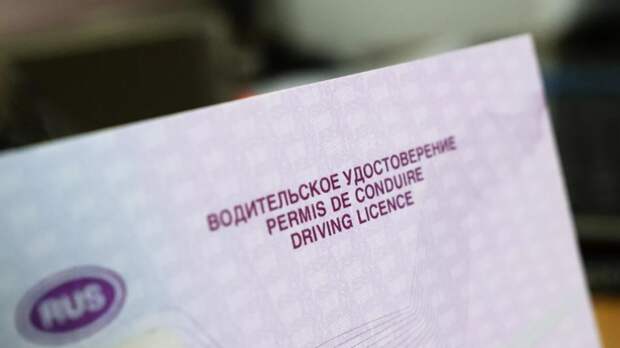 ВОДИТЕЛЬСКОЕ УДОСТОВЕРЕНИЕ
PERMIS DE CONDUIRE
DRIVING LICENCE
RUS